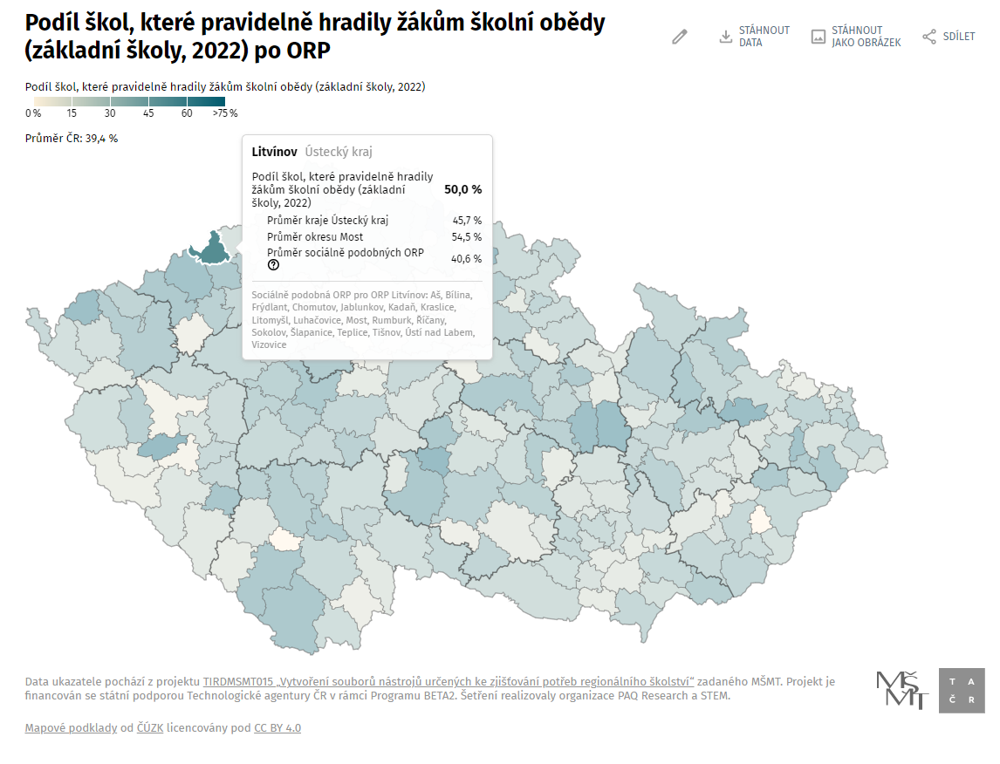 Podíl škol, které pravidelně hradily žákům školní obědy
(základní školy, 2022) po ORP
STÁHNOUT
DATA
STÁHNOUT
JAKO OBRÁZEK
SDÍLET
Podíl škol, které pravidelně hradily žákům školní obědy (základní školy, 2022)
0 % 15 30 45 60 >75 %
Průměr ČR: 39,4 %
Litvínov Ústecký kraj
Podíl škol, které pravidelně hradily
žákům školní obědy (základní
školy, 2022)
50,0 %
Průměr kraje Ústecký kraj 45,7 %
Průměr okresu Most 54,5 %
Průměr sociálně podobných ORP
?
40,6 %
Sociálně podobná ORP pro ORP Litvínov: Aš, Bílina,
Frýdlant, Chomutov, Jablunkov, Kadaň, Kraslice,
Litomyšl, Luhačovice, Most, Rumburk, Říčany,
Sokolov, Šlapanice, Teplice, Tišnov, Ústí nad Labem,
Vizovice
Data ukazatele pochází z projektu TIRDMSMT015 „Vytvoření souborů nástrojů určených ke zjišťování potřeb regionálního školství“ zadaného MŠMT. Projekt je
financován se státní podporou Technologické agentury ČR v rámci Programu BETA2. Šetření realizovaly organizace PAQ Research a STEM.
MŠMT
T A
Č R
Mapové podklady od ČÚZK licencovány pod CC BY 4.0